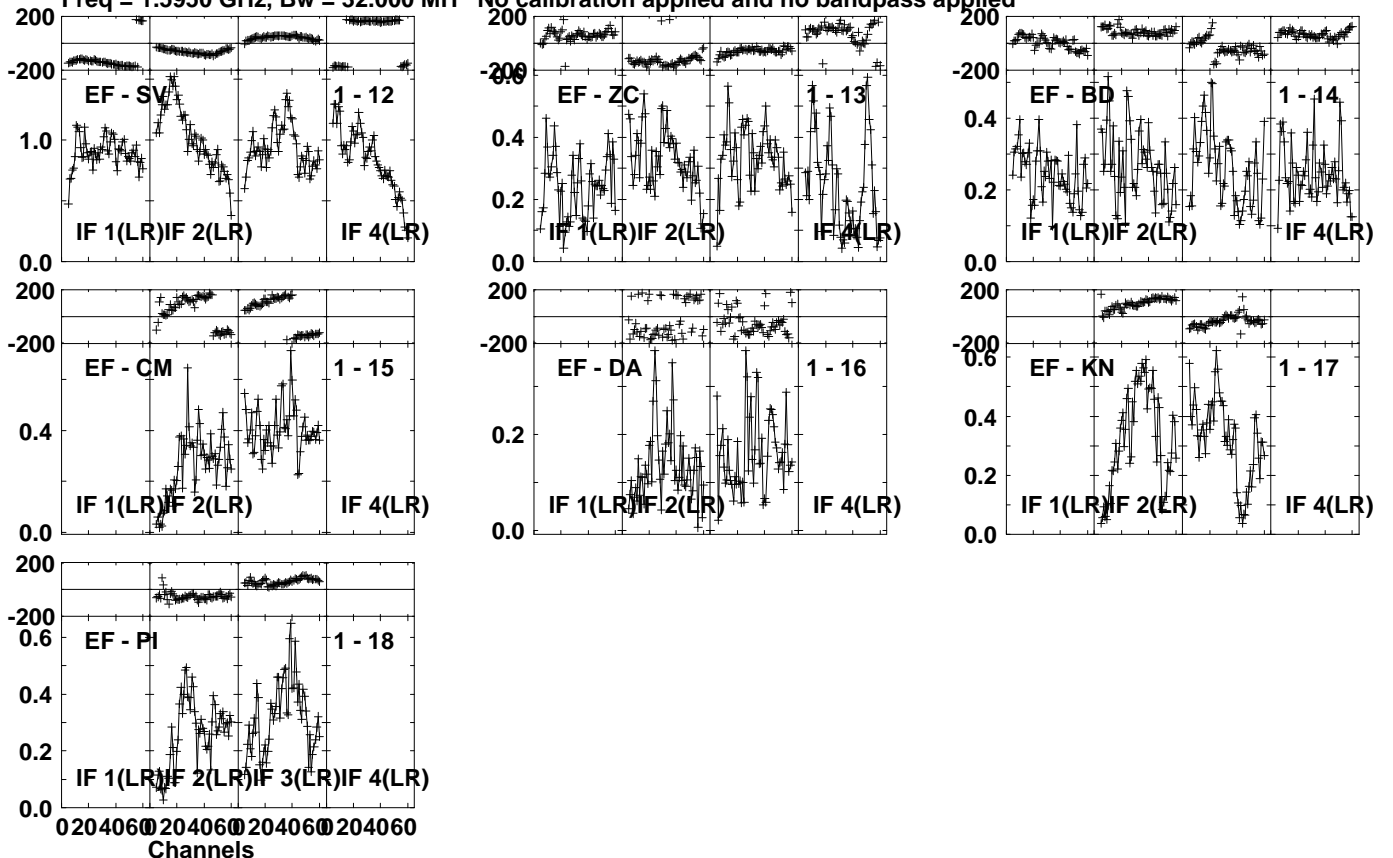 Freq = 1.5950 GHz, Bw = 32.000 MH No calibration applied and no bandpass applied
200
-200
EF - SV 1 - 12
1.0
IF 1(LR) IF 2(LR) IF 4(LR)
0.0
200
-200
0.6
EF - ZC 1 - 13
0.4
0.2
IF 1(LR) IF 2(LR) IF 4(LR)
0.0
200
-200
EF - BD 1 - 14
0.4
0.2
IF 1(LR) IF 2(LR) IF 4(LR)
0.0
200
-200
EF - CM 1 - 15
0.4
IF 1(LR) IF 2(LR) IF 4(LR)
0.0
200
-200
EF - DA 1 - 16
0.2
IF 1(LR) IF 2(LR) IF 4(LR)
0.0
200
-200
0.6
EF - KN 1 - 17
0.4
0.2
IF 1(LR) IF 2(LR) IF 4(LR)
0.0
200
-200
0.6
EF - PI 1 - 18
0.4
0.2
IF 1(LR) IF 2(LR) IF 3(LR) IF 4(LR)
0.0
0 20 40 60 0 20 40 60 0 20 40 60 0 20 40 60
Channels